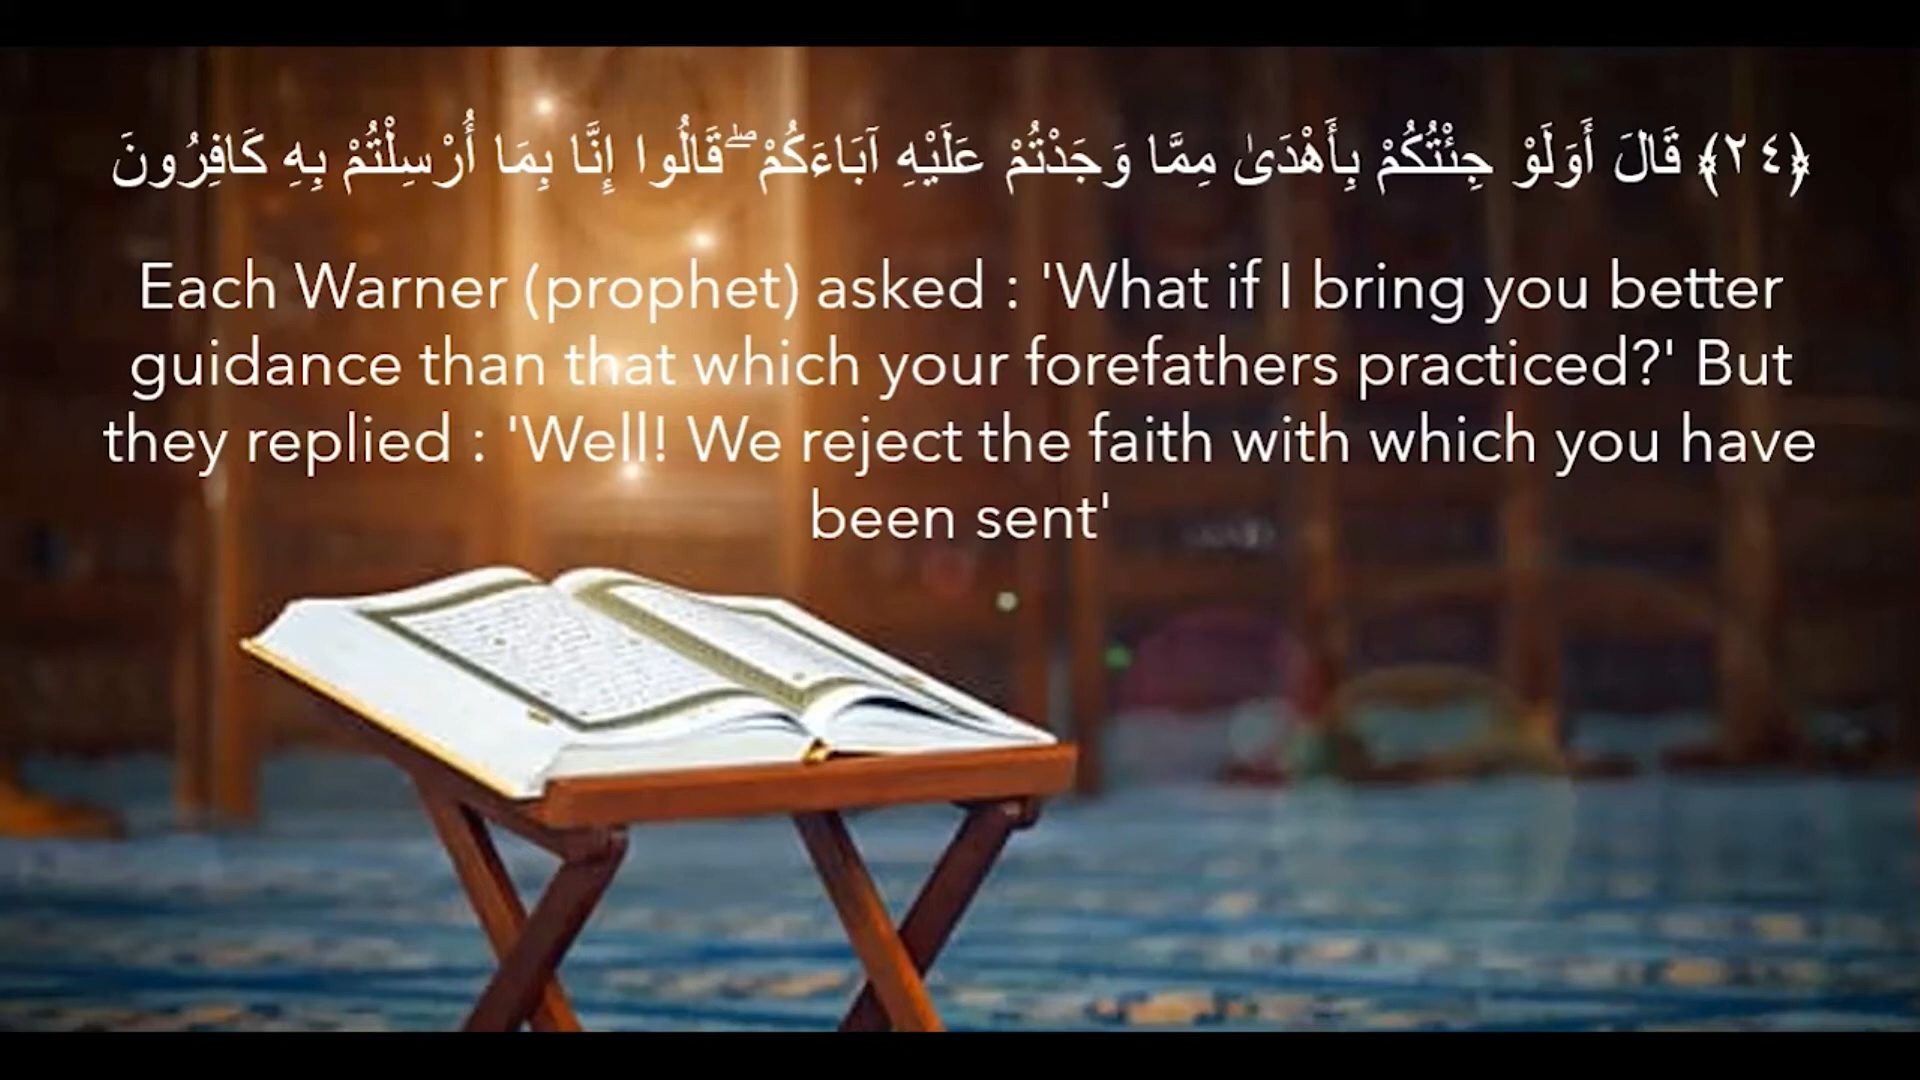 ﴿٢٤﴾ قَالَ أَوَلَوْ جِئْتُكُمْ بِأَهْدَىٰ مِمَّا وَجَدْتُمْ عَلَيْهِ آبَاءَكُمْ ۖ قَالُوا إِنَّا بِمَا أُرْسِلْتُمْ بِهِ كَافِرُونَ
Each Warner (prophet) asked : 'What if I bring you better
guidance than that which your forefathers practiced?' But
they replied : 'Well! We reject the faith with which you have
been sent'